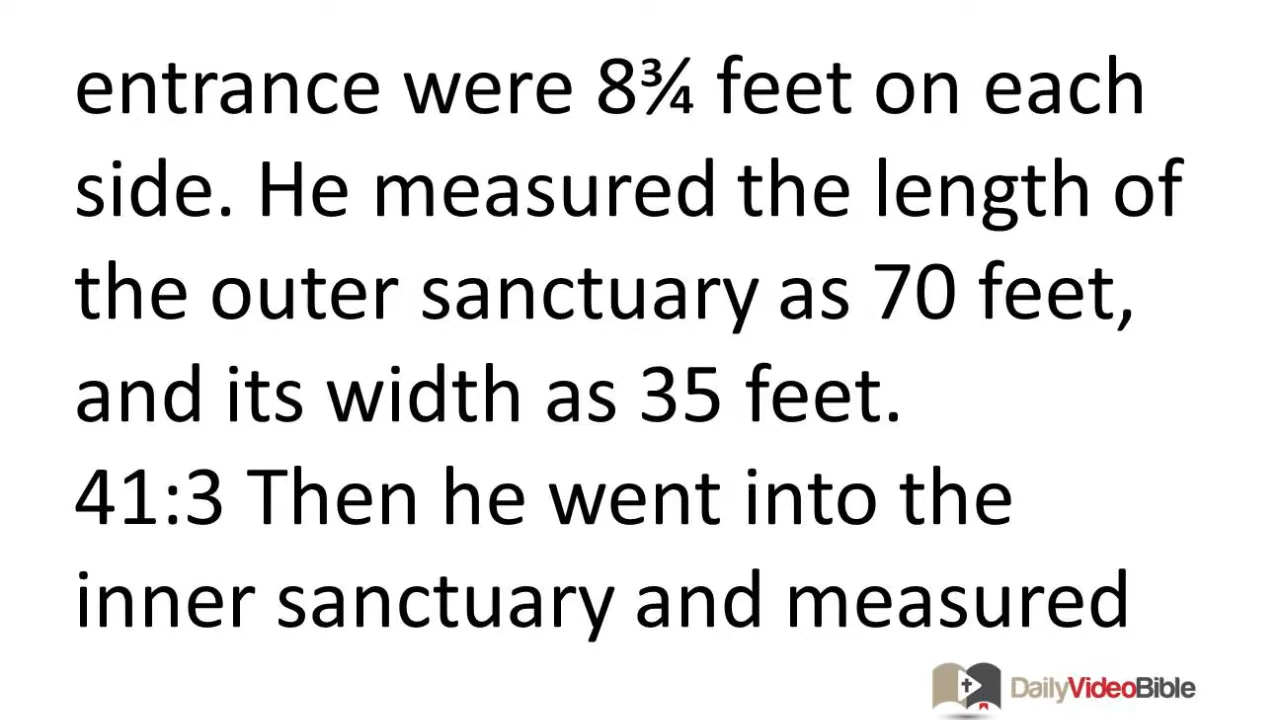 entrance were 8¾ feet on each
side. He measured the length of
the outer sanctuary as 70 feet,
and its width as 35 feet.
41:3 Then he went into the
inner sanctuary and measured
DailyVideoBible